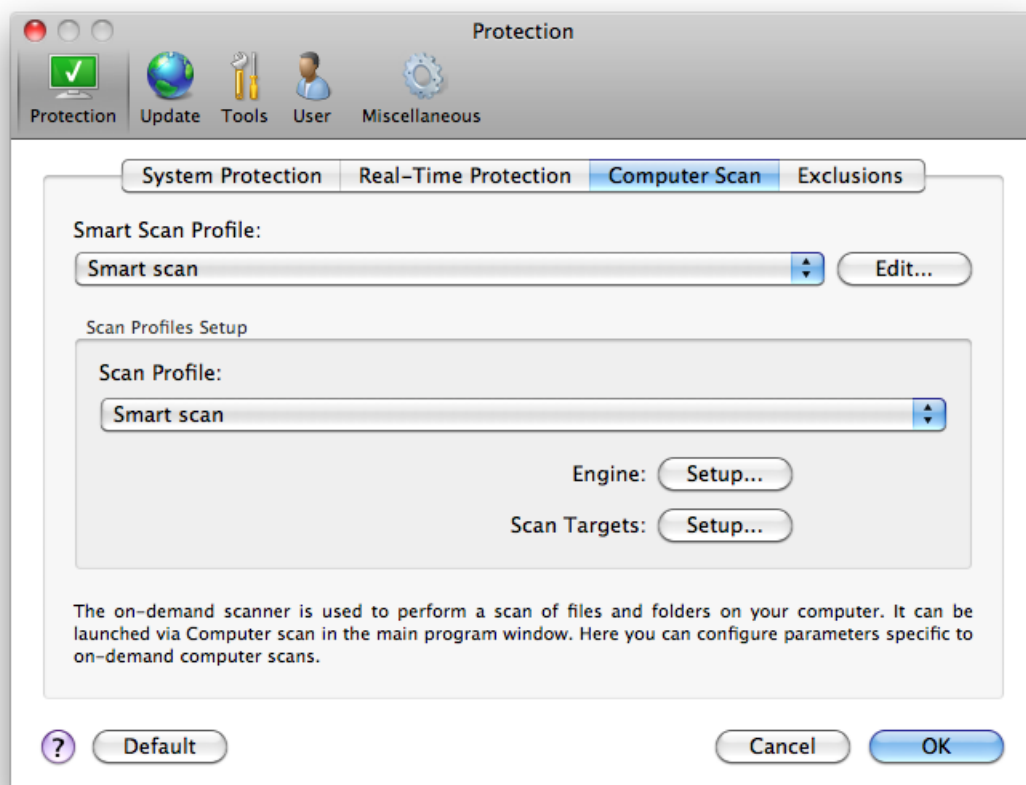 Protection
Protection Update Tools User Miscellaneous
System Protection Real-Time Protection Computer Scan Exclusions
Smart Scan Profile:
Smart scan Edit...
Scan Profiles Setup
Scan Profile:
Smart scan
Engine: Setup...
Scan Targets: Setup...
The on-demand scanner is used to perform a scan of files and folders on your computer. It can be
launched via Computer scan in the main program window. Here you can configure parameters specific to
on-demand computer scans.
? Default Cancel OK